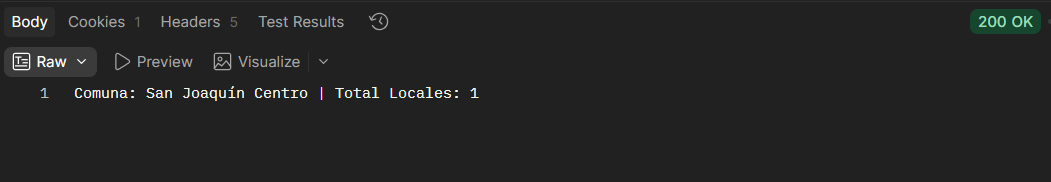 Body Cookies 1 Headers 5 Test Results 200 OK
Raw Preview Visualize
1 Comuna: San Joaquín Centro | Total Locales: 1